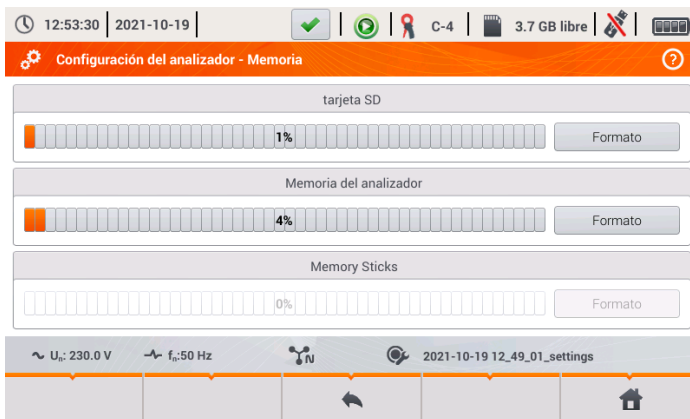 12:53:30 2021-10-19 C-4 3.7 GB libre
Configuración del analizador - Memoria ?
tarjeta SD
1% Formato
Memoria del analizador
4% Formato
Memory Sticks
0% Formato
Uₙ: 230.0 V fₙ:50 Hz N 2021-10-19 12_49_01_settings